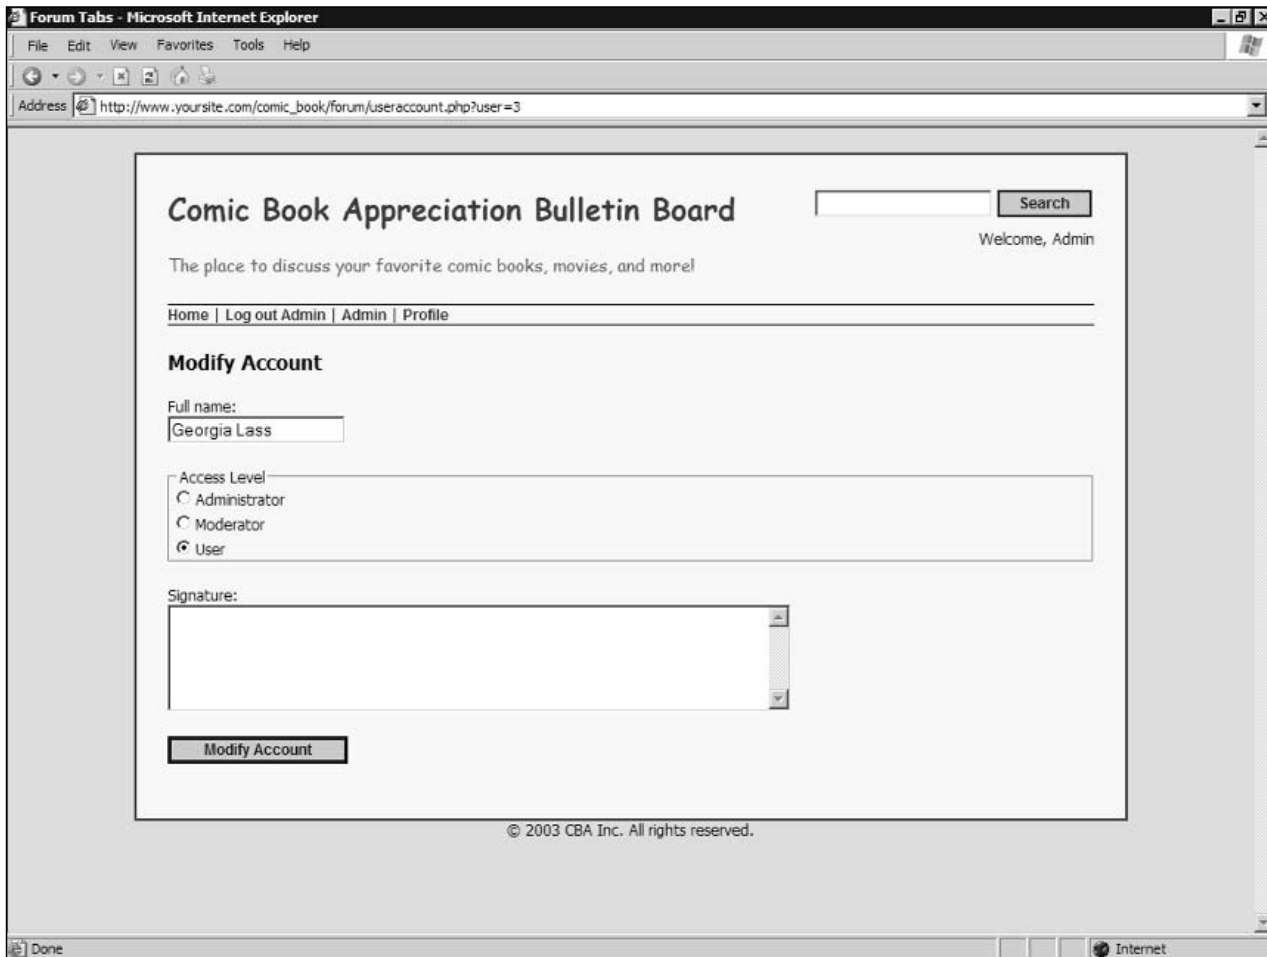 Forum Tabs - Microsoft Internet Explorer
File Edit View Favorites Tools Help
Address http://www.yoursite.com/comic_book/forum/useraccount.php?user=3
Comic Book Appreciation Bulletin Board
Search
Welcome, Admin
The place to discuss your favorite comic books, movies, and more!
Home | Log out Admin | Admin | Profile
Modify Account
Full name:
Georgia Lass
Access Level
Administrator
Moderator
User
Signature:
Modify Account
© 2003 CBA Inc. All rights reserved.
Done
Internet